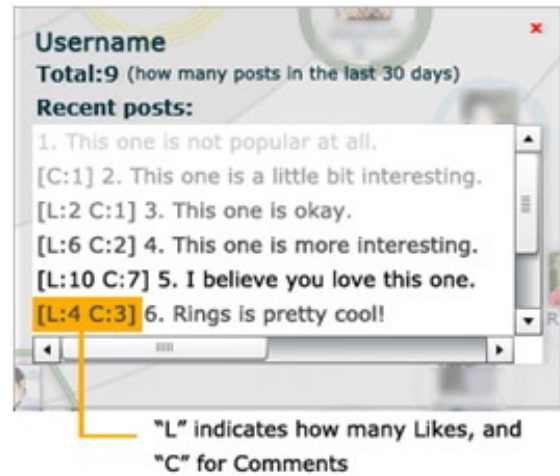 Username
Total:9 (how many posts in the last 30 days)
Recent posts:
1. This one is not popular at all.
[C:1] 2. This one is a little bit interesting.
[L:2 C:1] 3. This one is okay.
[L:6 C:2] 4. This one is more interesting.
[L:10 C:7] 5. I believe you love this one.
[L:4 C:3] 6. Rings is pretty cool!
"L" indicates how many Likes, and
"C" for Comments